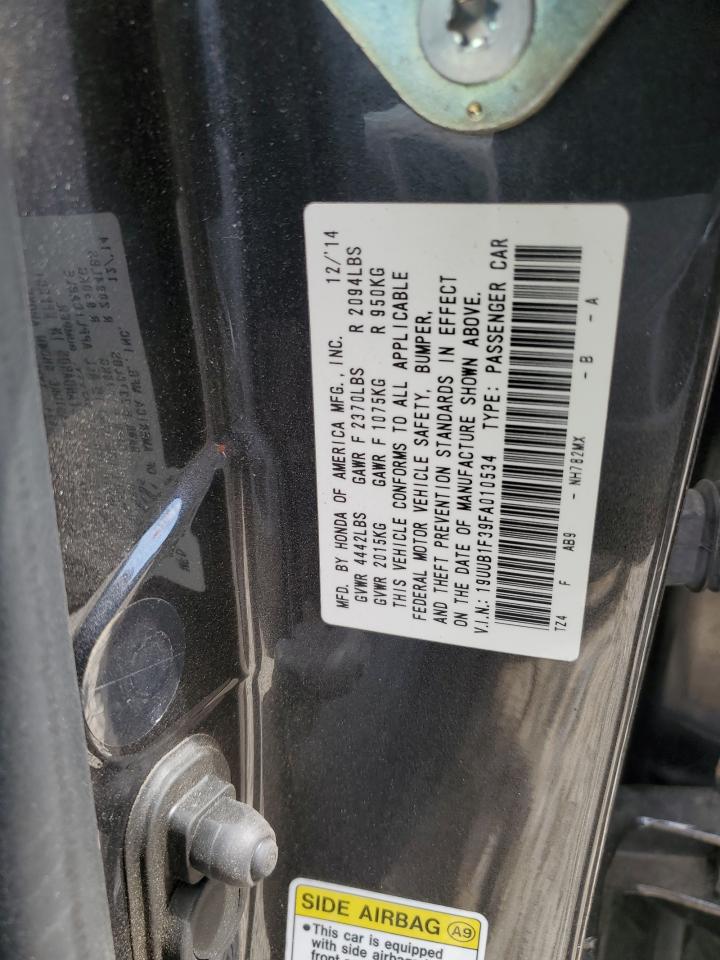 MFD. BY HONDA OF AMERICA MFG., INC. 12/'14
GVWR 4442LBS GAWR F 2370LBS R 2094LBS
GVWR 2015KG GAWR F 1075KG R 950KG
THIS VEHICLE CONFORMS TO ALL APPLICABLE
FEDERAL MOTOR VEHICLE SAFETY, BUMPER,
AND THEFT PREVENTION STANDARDS IN EFFECT
ON THE DATE OF MANUFACTURE SHOWN ABOVE.
V.I.N.: 19UUB1F39FA010534 TYPE: PASSENGER CAR
TZ4 F AB9 - NH782MX - B - A
SIDE AIRBAG A9
•This car is equipped
with side airbags
front